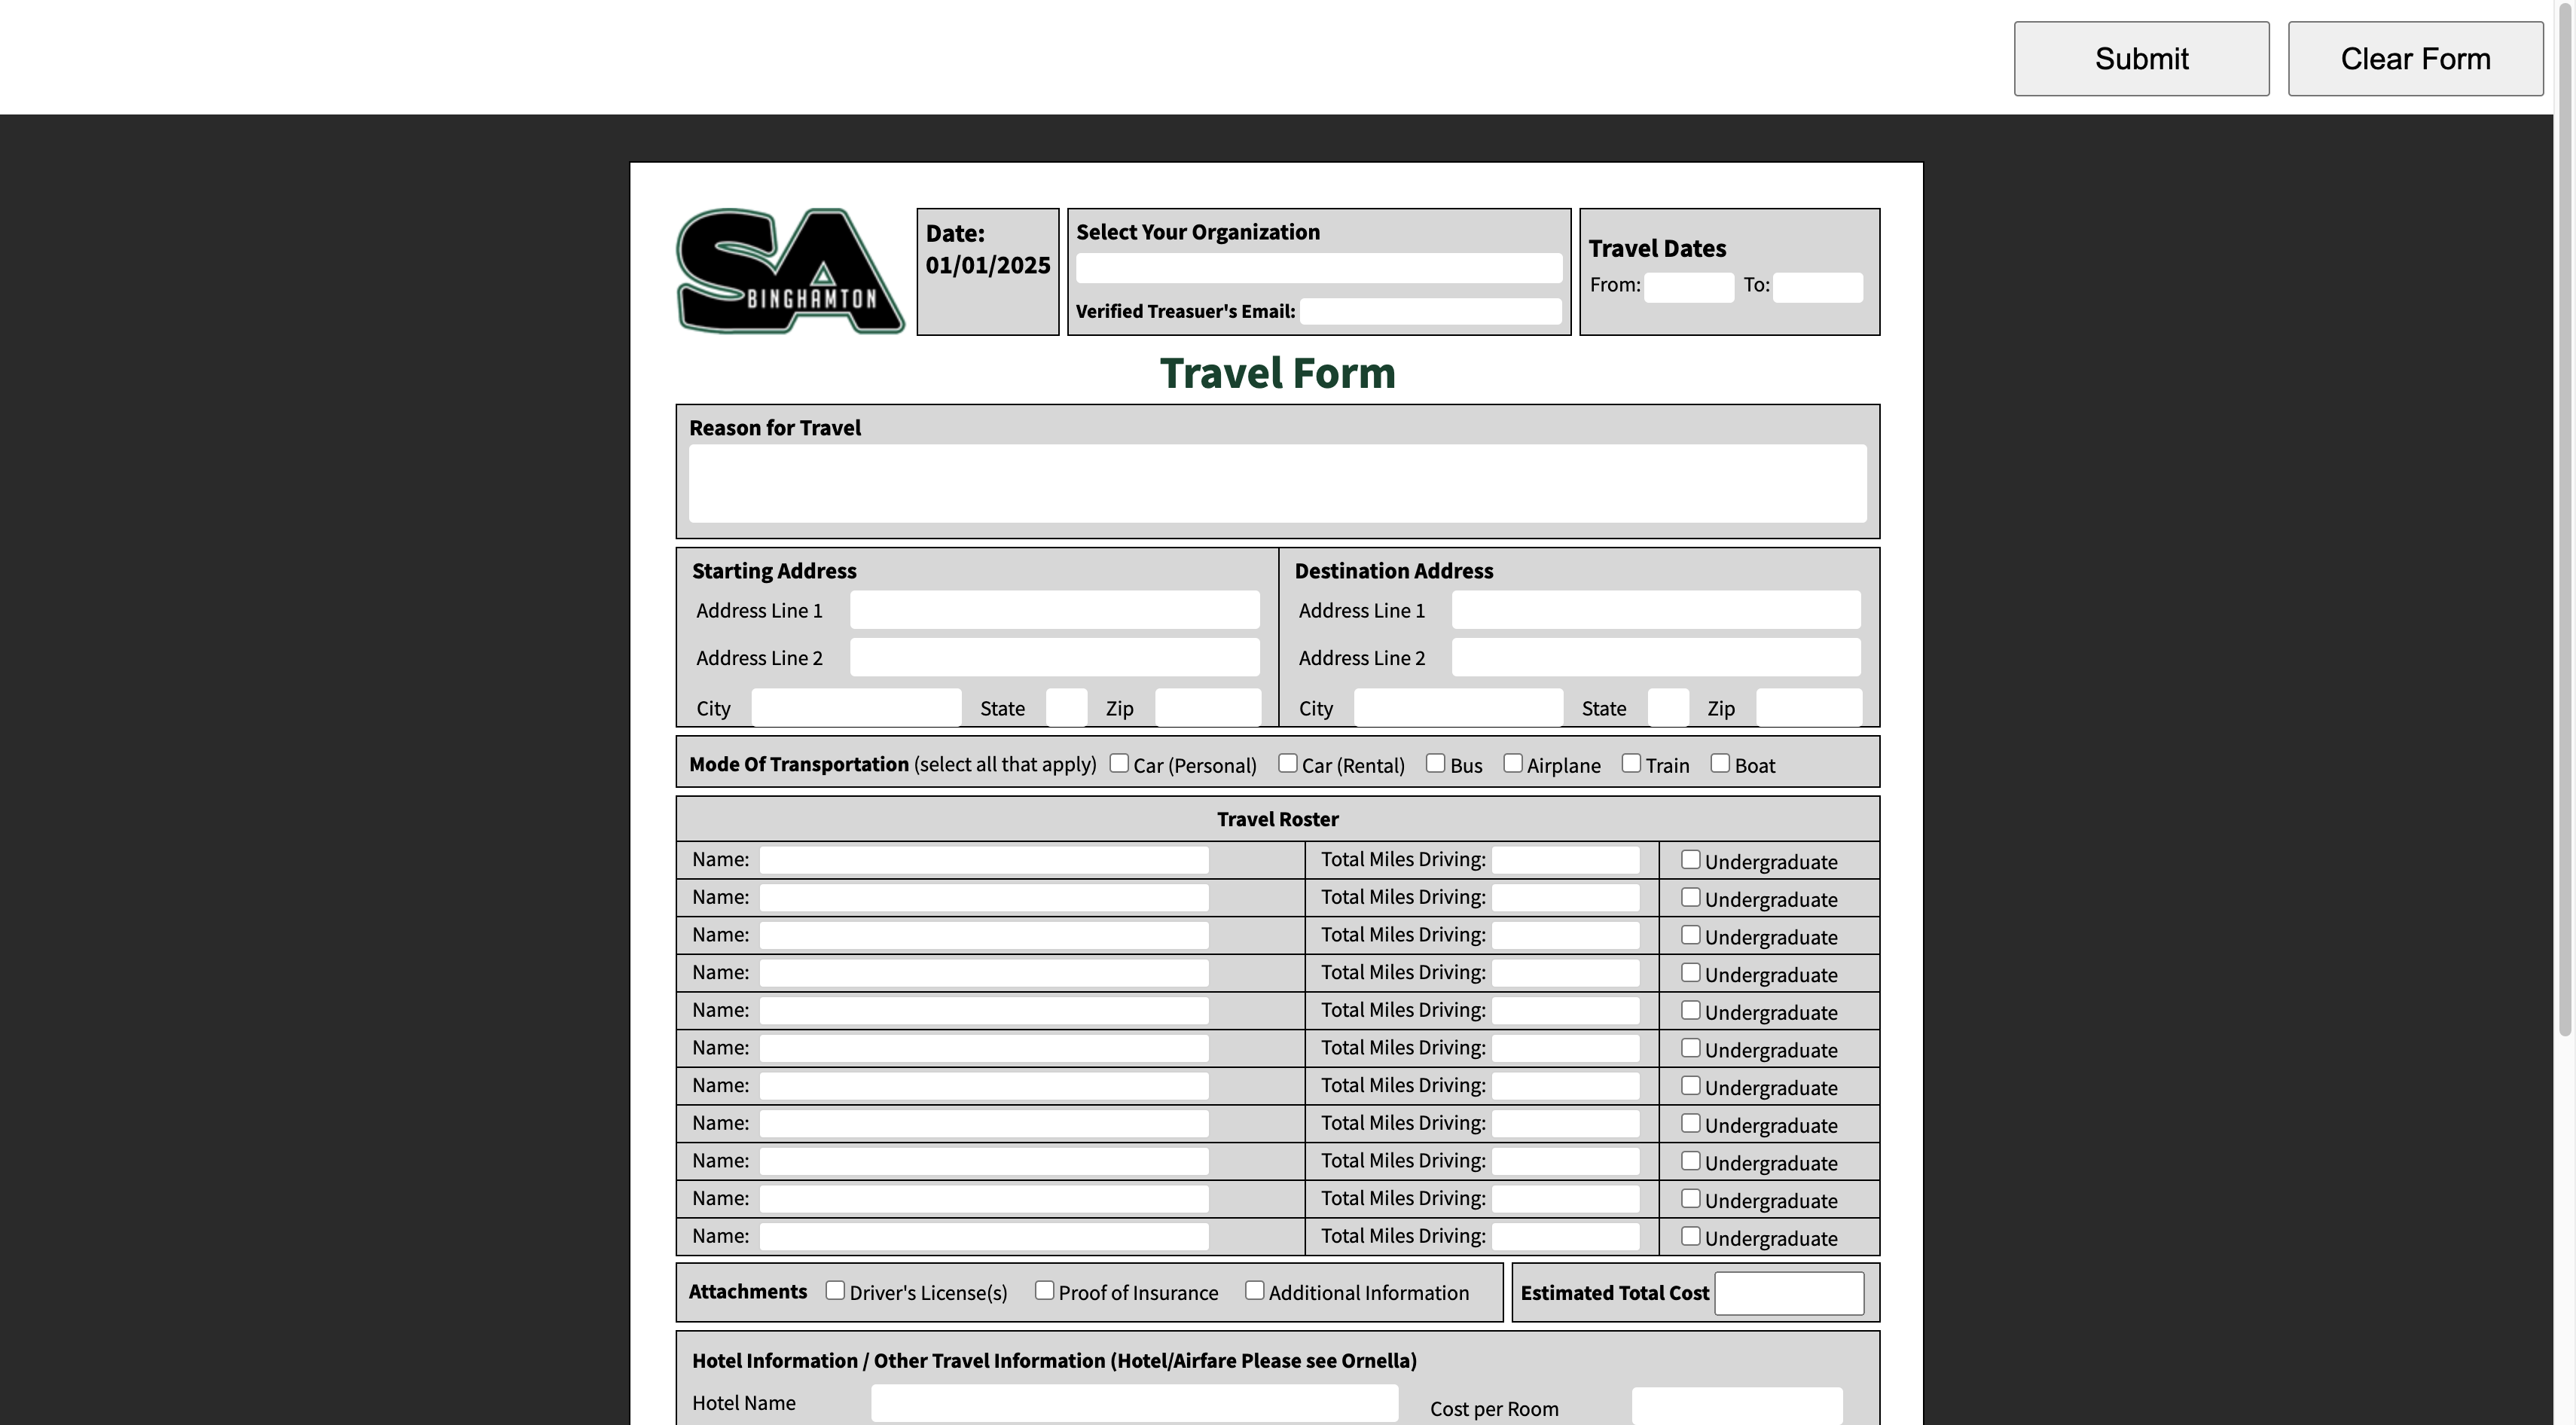 Submit Clear Form
SA
BINGHAMTON
Date:
01/01/2025
Select Your Organization
Verified Treasuer's Email:
Travel Dates
From: To:
Travel Form
Reason for Travel
Starting Address
Address Line 1
Address Line 2
City State Zip
Destination Address
Address Line 1
Address Line 2
City State Zip
Mode Of Transportation (select all that apply) Car (Personal) Car (Rental) Bus Airplane Train Boat
Travel Roster
Name: Total Miles Driving: Undergraduate
Name: Total Miles Driving: Undergraduate
Name: Total Miles Driving: Undergraduate
Name: Total Miles Driving: Undergraduate
Name: Total Miles Driving: Undergraduate
Name: Total Miles Driving: Undergraduate
Name: Total Miles Driving: Undergraduate
Name: Total Miles Driving: Undergraduate
Name: Total Miles Driving: Undergraduate
Name: Total Miles Driving: Undergraduate
Name: Total Miles Driving: Undergraduate
Attachments Driver's License(s) Proof of Insurance Additional Information
Estimated Total Cost
Hotel Information / Other Travel Information (Hotel/Airfare Please see Ornella)
Hotel Name Cost per Room